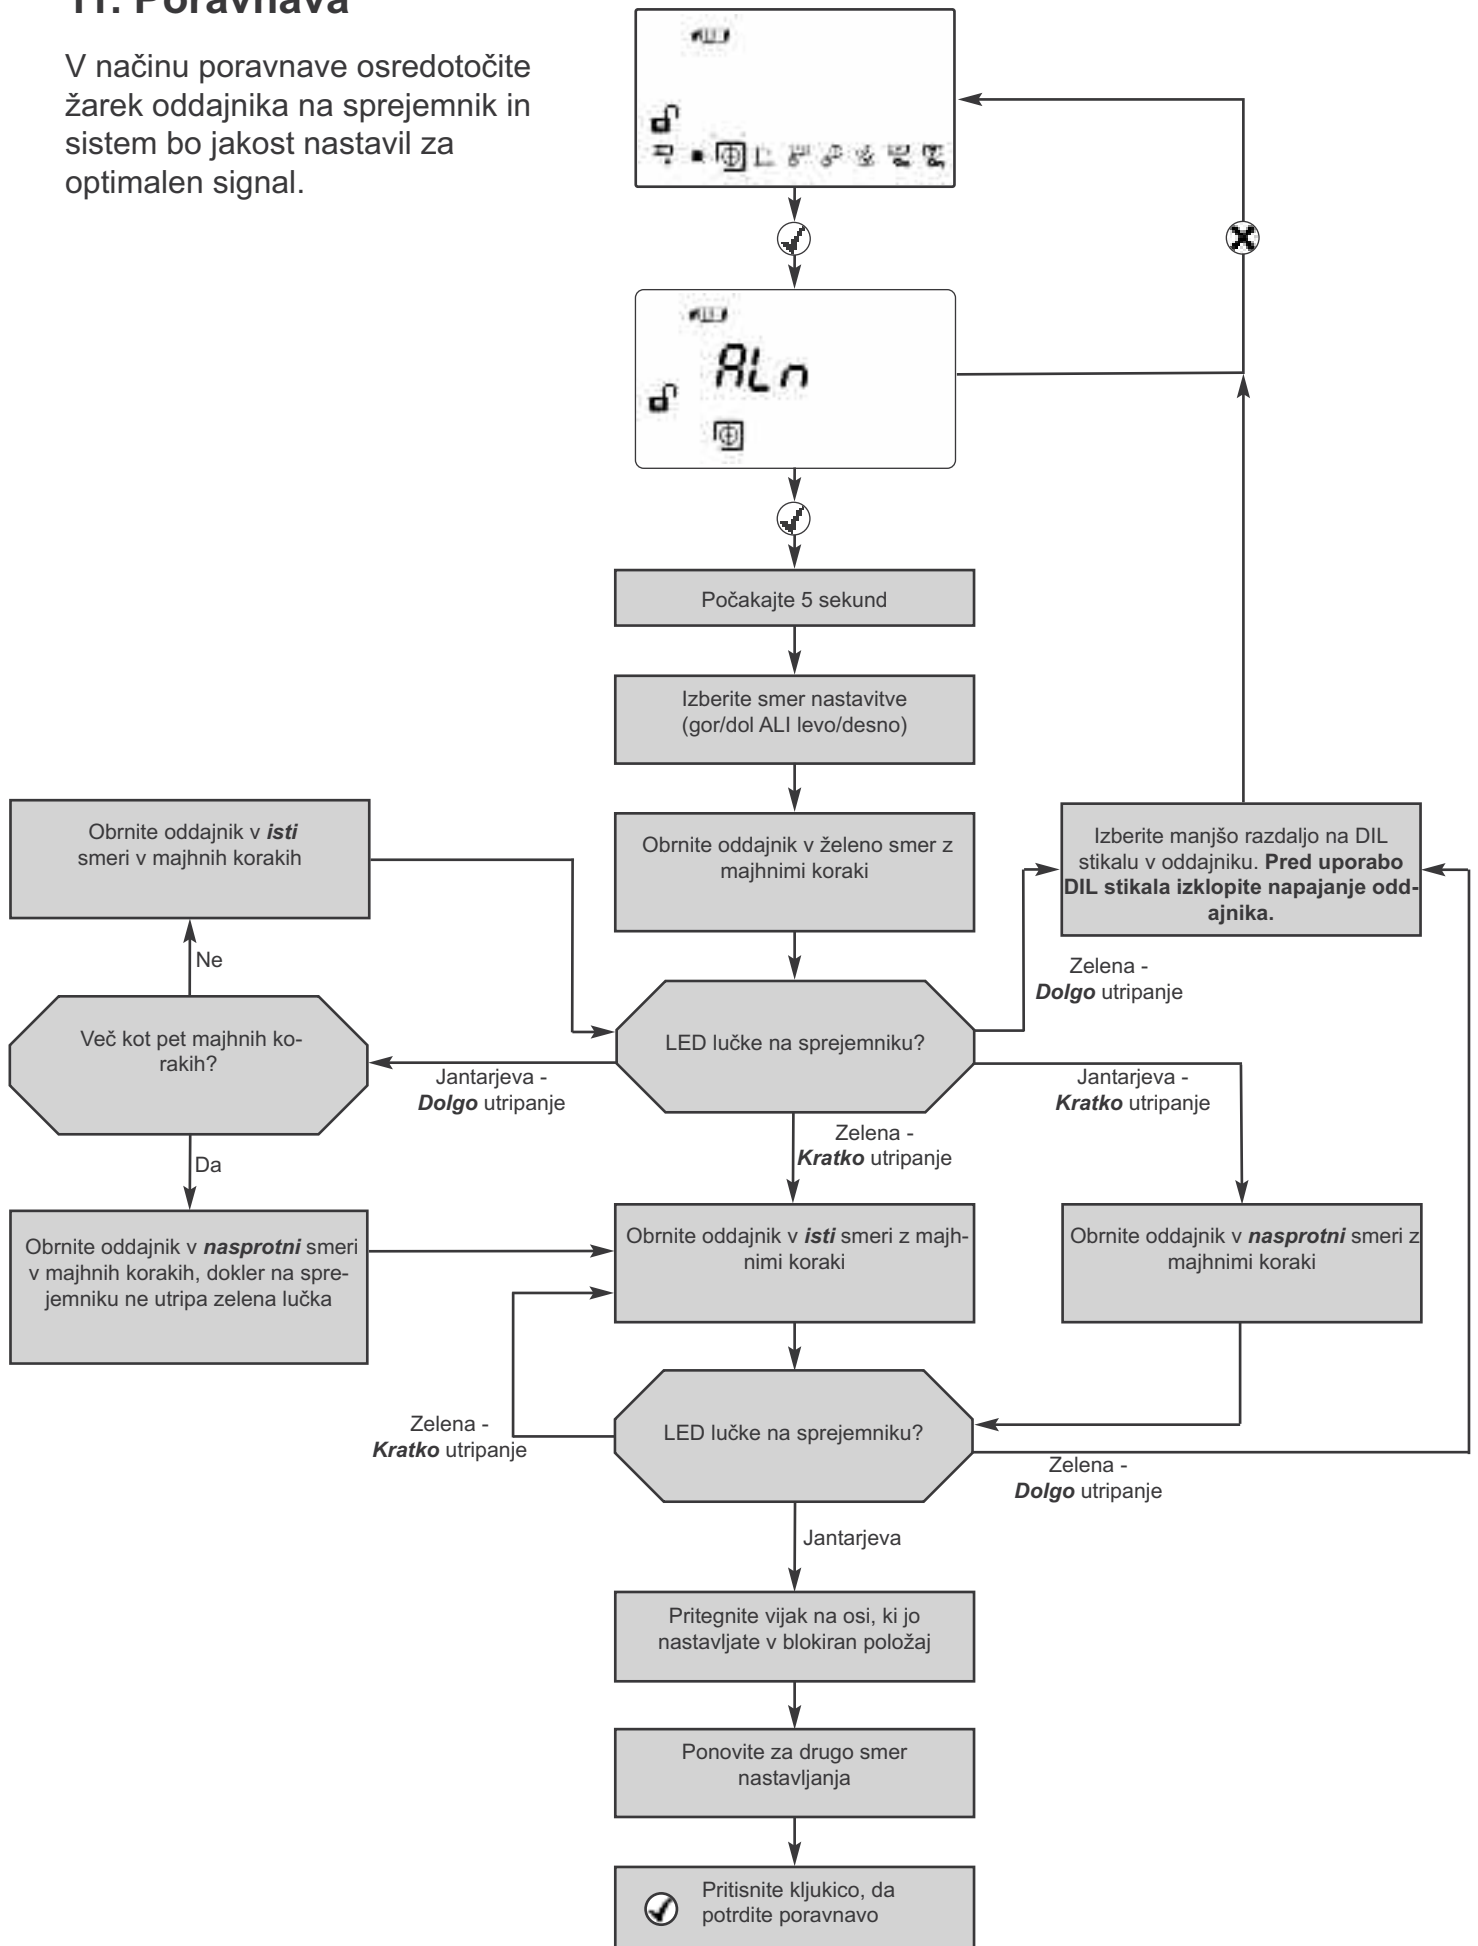 11. Poravnava
V načinu poravnave osredotočite
žarek oddajnika na sprejemnik in
sistem bo jakost nastavil za
optimalen signal.
ALn
Počakajte 5 sekund
Izberite smer nastavitve
(gor/dol ALI levo/desno)
Obrnite oddajnik v isti
smeri v majhnih korakih
Obrnite oddajnik v želeno smer z
majhnimi koraki
Izberite manjšo razdaljo na DIL
stikalu v oddajniku. Pred uporabo
DIL stikala izklopite napajanje odd-
ajnika.
Ne
Zelena -
Dolgo utripanje
Več kot pet majhnih ko-
rakih?
LED lučke na sprejemniku?
Jantarjeva -
Dolgo utripanje
Jantarjeva -
Kratko utripanje
Zelena -
Kratko utripanje
Da
Obrnite oddajnik v nasprotni smeri
v majhnih korakih, dokler na spre-
jemniku ne utripa zelena lučka
Obrnite oddajnik v isti smeri z majh-
nimi koraki
Obrnite oddajnik v nasprotni smeri z
majhnimi koraki
Zelena -
Kratko utripanje
LED lučke na sprejemniku?
Zelena -
Dolgo utripanje
Jantarjeva
Pritegnite vijak na osi, ki jo
nastavljate v blokiran položaj
Ponovite za drugo smer
nastavljanja
Pritisnite kljukico, da
potrdite poravnavo